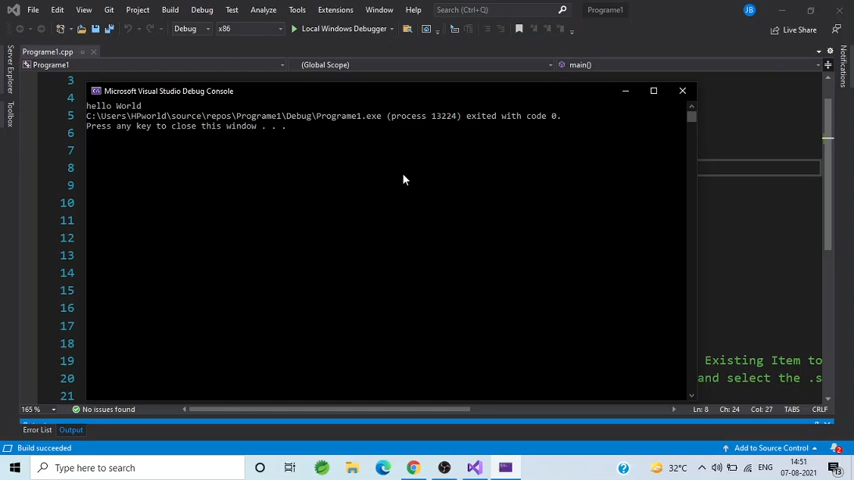 File Edit View Git Project Build Debug Test Analyze Tools Extensions Window Help Search (Ctrl+Q) Programe1 JB
Debug x86 Local Windows Debugger Live Share
Programe1.cpp
Programe1 (Global Scope) main()
Server Explorer
Toolbox
Notifications
3
4
5
6
7
8
9
10
11
12
13
14
15
16
17
18
19
20
21
Microsoft Visual Studio Debug Console
hello World
C:\Users\HPworld\source\repos\Programe1\Debug\Programe1.exe (process 13224) exited with code 0.
Press any key to close this window . . .
Existing Item to
and select the .s
165 % No issues found Ln: 8 Ch: 24 Col: 27 TABS CRLF
Error List Output
Build succeeded Add to Source Control 2
Type here to search 32°C ENG 14:51
07-08-2021 13